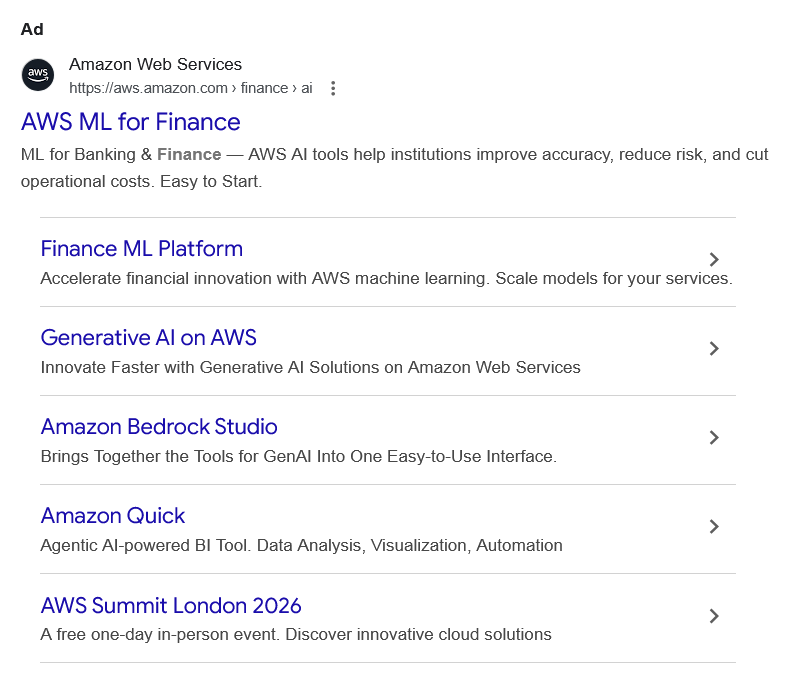 Ad
aws
Amazon Web Services
https://aws.amazon.com › finance › ai
AWS ML for Finance
ML for Banking & Finance — AWS AI tools help institutions improve accuracy, reduce risk, and cut
operational costs. Easy to Start.
Finance ML Platform
Accelerate financial innovation with AWS machine learning. Scale models for your services.
Generative AI on AWS
Innovate Faster with Generative AI Solutions on Amazon Web Services
Amazon Bedrock Studio
Brings Together the Tools for GenAI Into One Easy-to-Use Interface.
Amazon Quick
Agentic AI-powered BI Tool. Data Analysis, Visualization, Automation
AWS Summit London 2026
A free one-day in-person event. Discover innovative cloud solutions